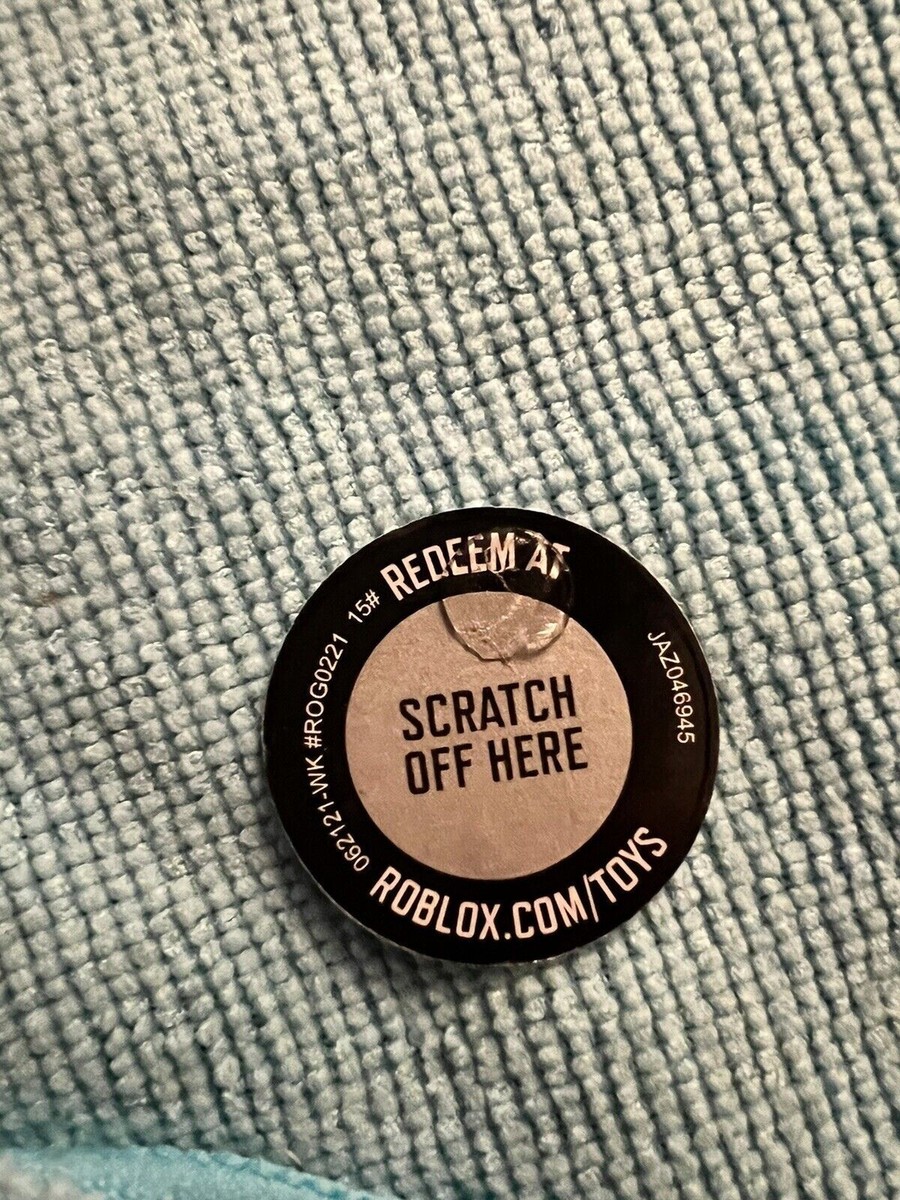 REDEEM AT
SCRATCH
OFF HERE
ROBLOX.COM/TOYS
062121-WK #ROG0221 15#
JAZ046945